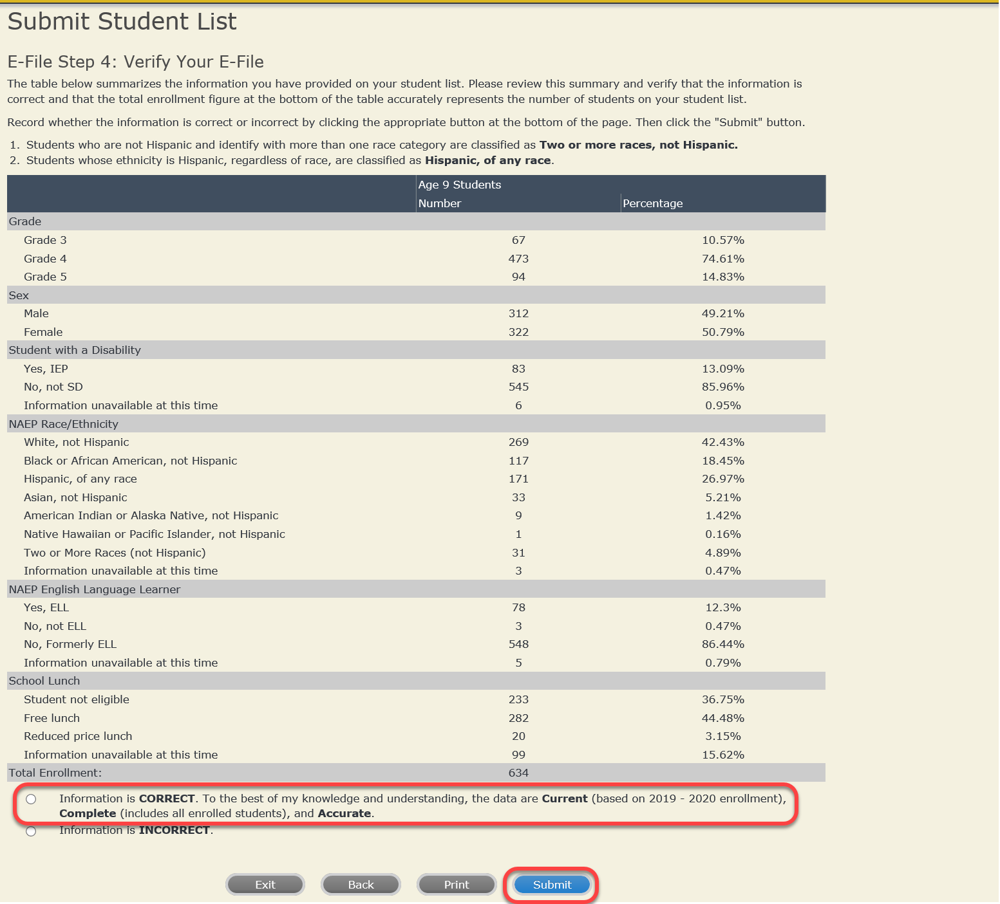 Submit Student List
E-File Step 4: Verify Your E-File
The table below summarizes the information you have provided on your student list. Please review this summary and verify that the information is
correct and that the total enrollment figure at the bottom of the table accurately represents the number of students on your student list.
Record whether the information is correct or incorrect by clicking the appropriate button at the bottom of the page. Then click the "Submit" button.
1. Students who are not Hispanic and identify with more than one race category are classified as Two or more races, not Hispanic.
2. Students whose ethnicity is Hispanic, regardless of race, are classified as Hispanic, of any race.
Age 9 Students
Number Percentage
Grade
Grade 3 67 10.57%
Grade 4 473 74.61%
Grade 5 94 14.83%
Sex
Male 312 49.21%
Female 322 50.79%
Student with a Disability
Yes, IEP 83 13.09%
No, not SD 545 85.96%
Information unavailable at this time 6 0.95%
NAEP Race/Ethnicity
White, not Hispanic 269 42.43%
Black or African American, not Hispanic 117 18.45%
Hispanic, of any race 171 26.97%
Asian, not Hispanic 33 5.21%
American Indian or Alaska Native, not Hispanic 9 1.42%
Native Hawaiian or Pacific Islander, not Hispanic 1 0.16%
Two or More Races (not Hispanic) 31 4.89%
Information unavailable at this time 3 0.47%
NAEP English Language Learner
Yes, ELL 78 12.3%
No, not ELL 3 0.47%
No, Formerly ELL 548 86.44%
Information unavailable at this time 5 0.79%
School Lunch
Student not eligible 233 36.75%
Free lunch 282 44.48%
Reduced price lunch 20 3.15%
Information unavailable at this time 99 15.62%
Total Enrollment: 634
Information is CORRECT. To the best of my knowledge and understanding, the data are Current (based on 2019 - 2020 enrollment),
Complete (includes all enrolled students), and Accurate.
Information is INCORRECT.
Exit Back Print Submit